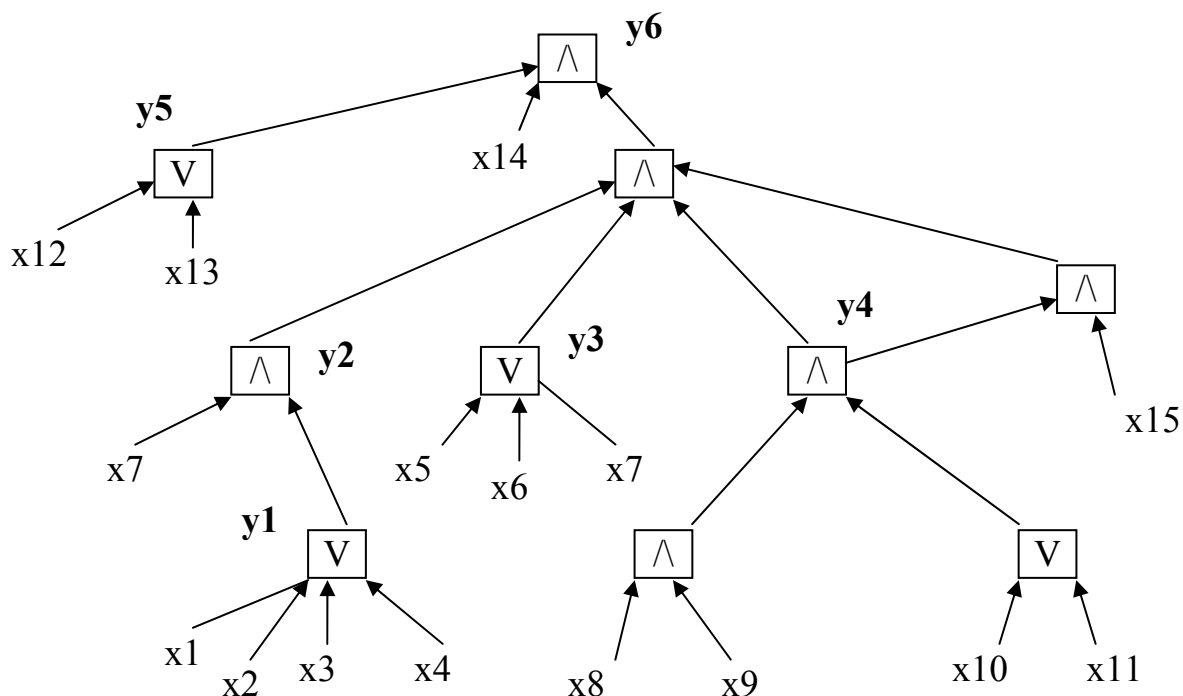 y6
/\
y5
x14
V
/\
x12
x13
/\
y4
y2
y3
/\
V
/\
x15
x7
x5
x6
x7
y1
V
/\
V
x1
x2
x3
x4
x8
x9
x10
x11